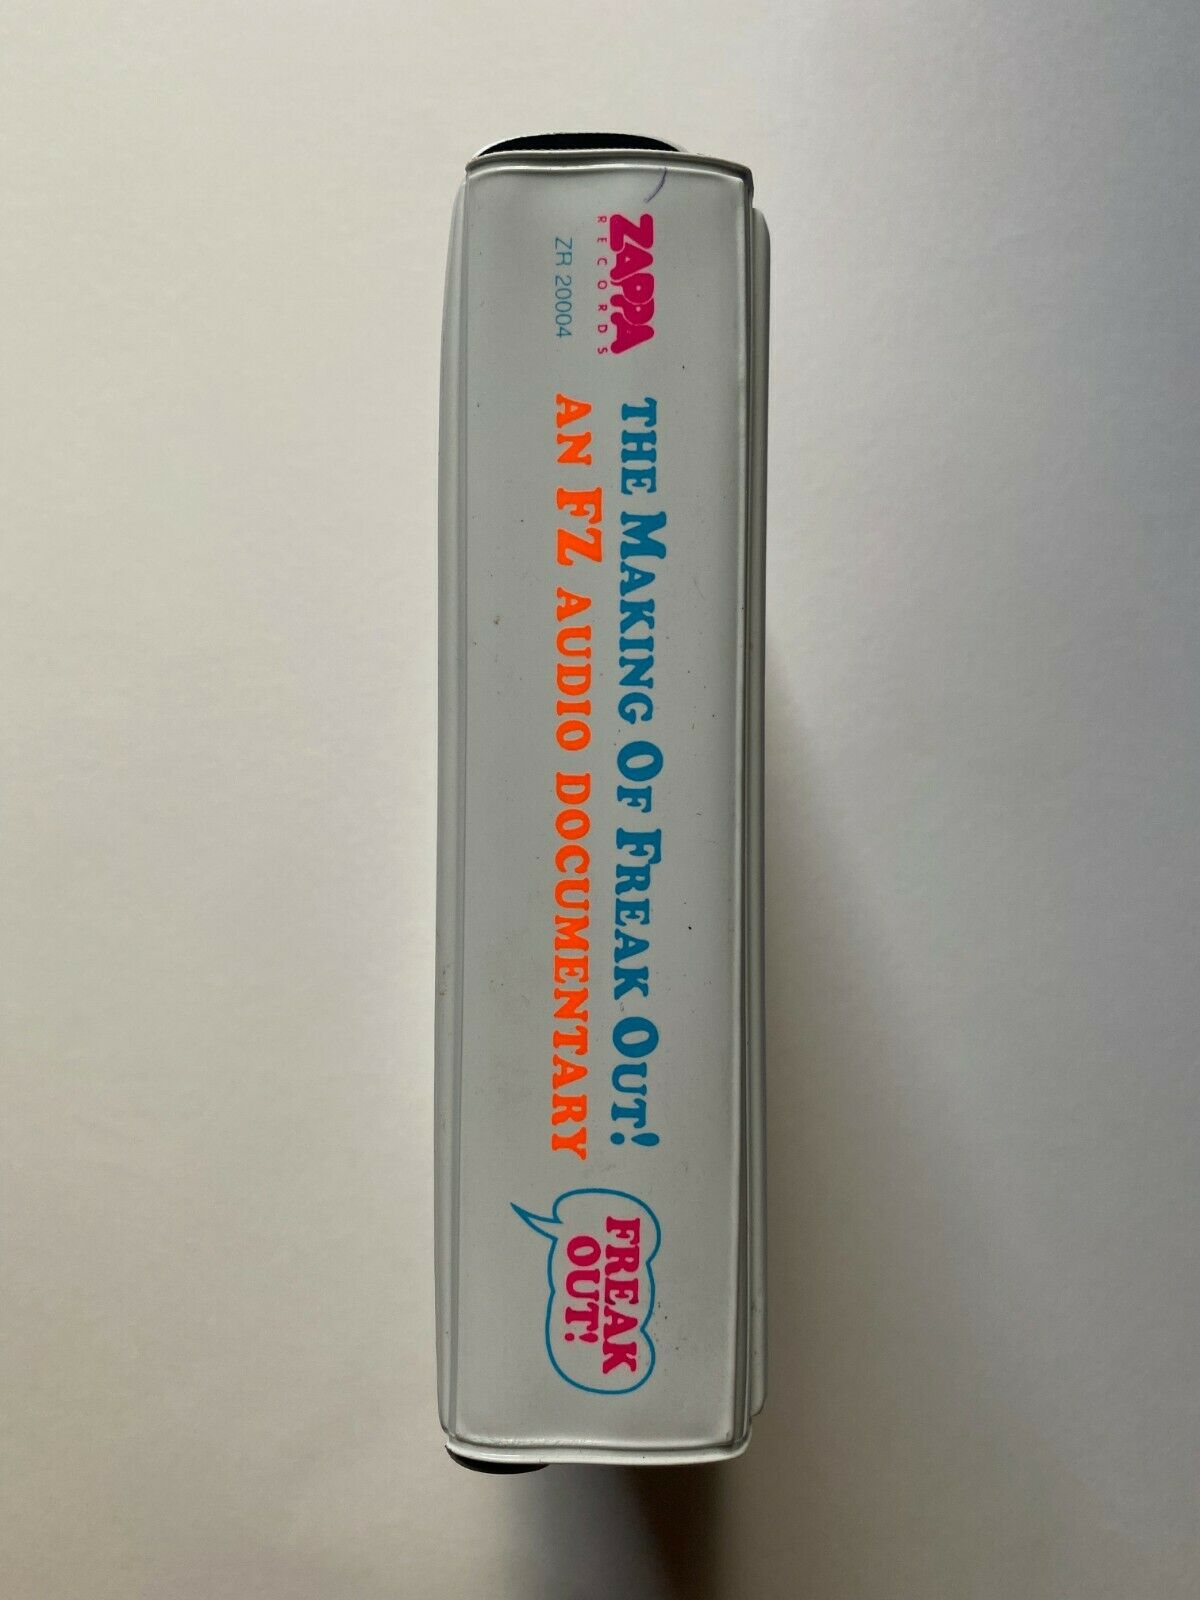 ZAPPA
RECORDS
ZR 20004
THE MAKING OF FREAK OUT!
AN FZ AUDIO DOCUMENTARY
FREAK
OUT!